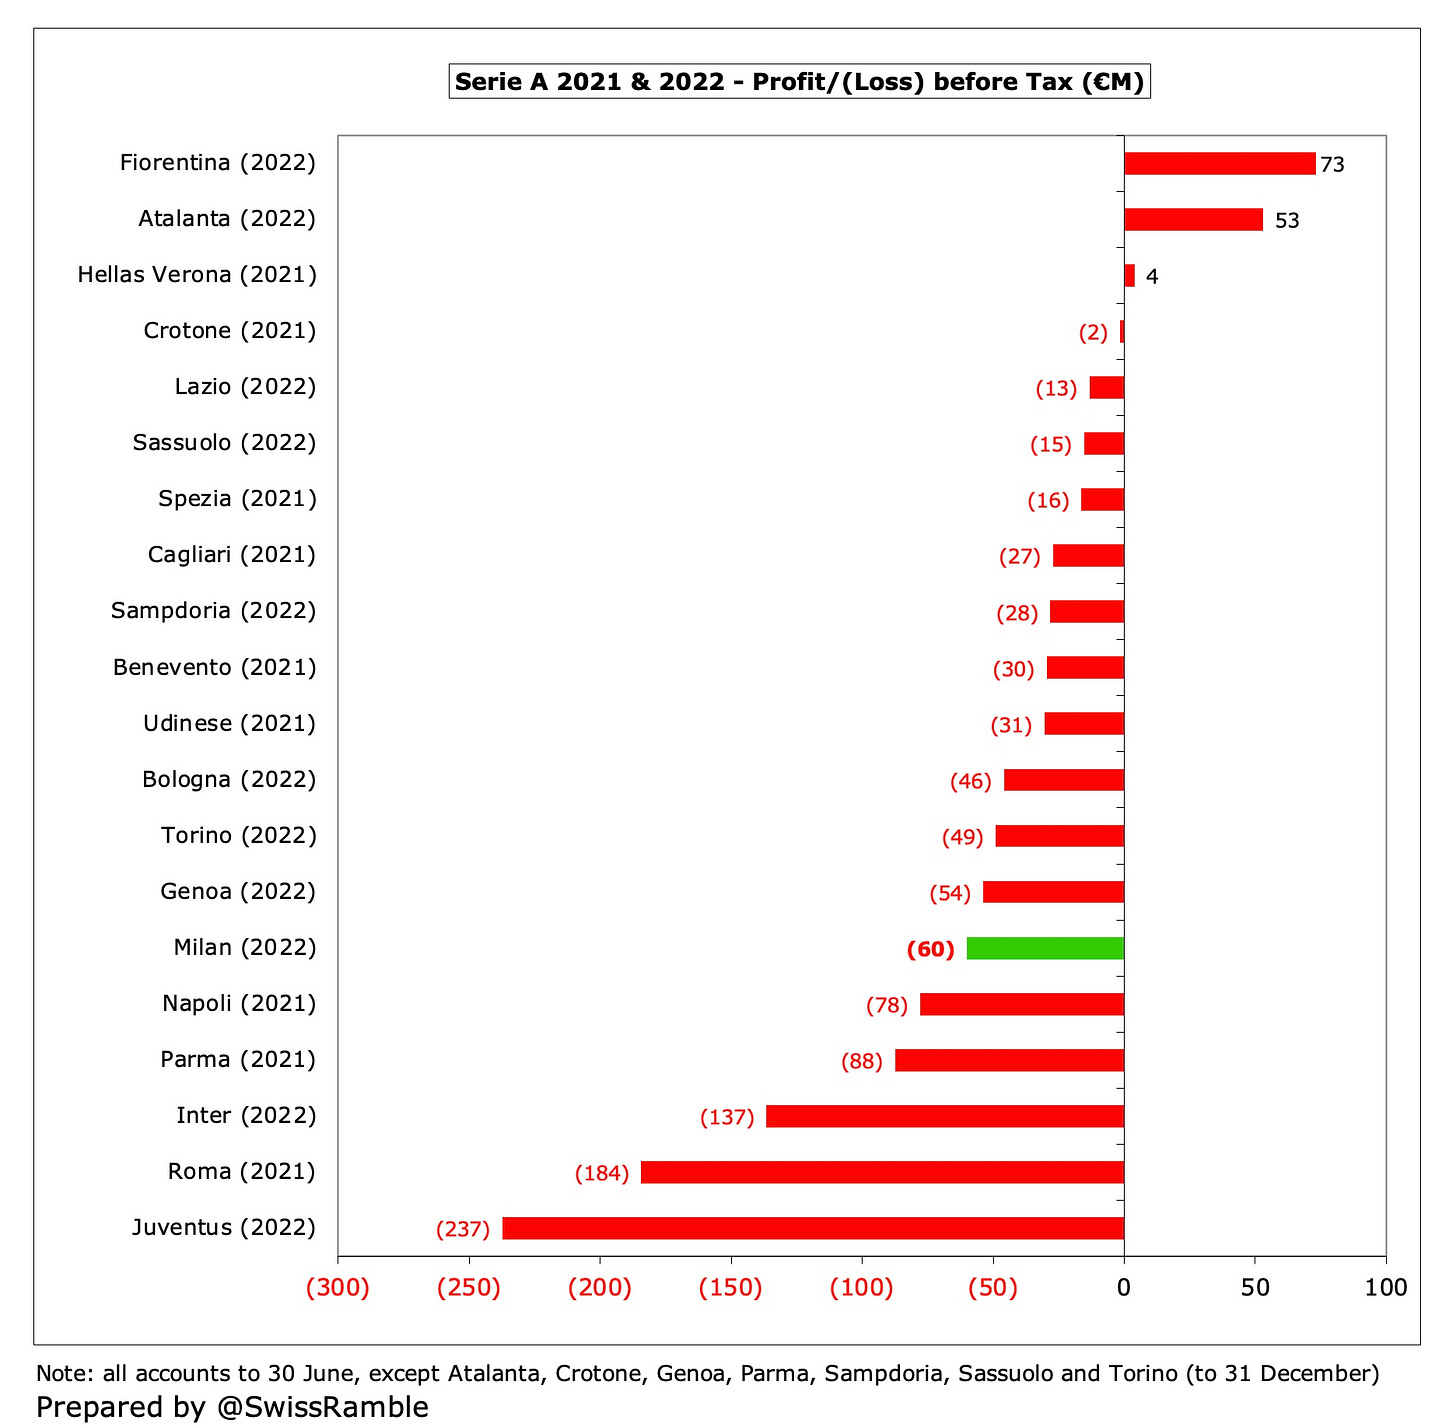 Serie A 2021 & 2022 - Profit/(Loss) before Tax (€M)
Fiorentina (2022) 73
Atalanta (2022) 53
Hellas Verona (2021) 4
Crotone (2021) (2)
Lazio (2022) (13)
Sassuolo (2022) (15)
Spezia (2021) (16)
Cagliari (2021) (27)
Sampdoria (2022) (28)
Benevento (2021) (30)
Udinese (2021) (31)
Bologna (2022) (46)
Torino (2022) (49)
Genoa (2022) (54)
Milan (2022) (60)
Napoli (2021) (78)
Parma (2021) (88)
Inter (2022) (137)
Roma (2021) (184)
Juventus (2022) (237)
(300) (250) (200) (150) (100) (50) 0 50 100
Note: all accounts to 30 June, except Atalanta, Crotone, Genoa, Parma, Sampdoria, Sassuolo and Torino (to 31 December)
Prepared by @SwissRamble